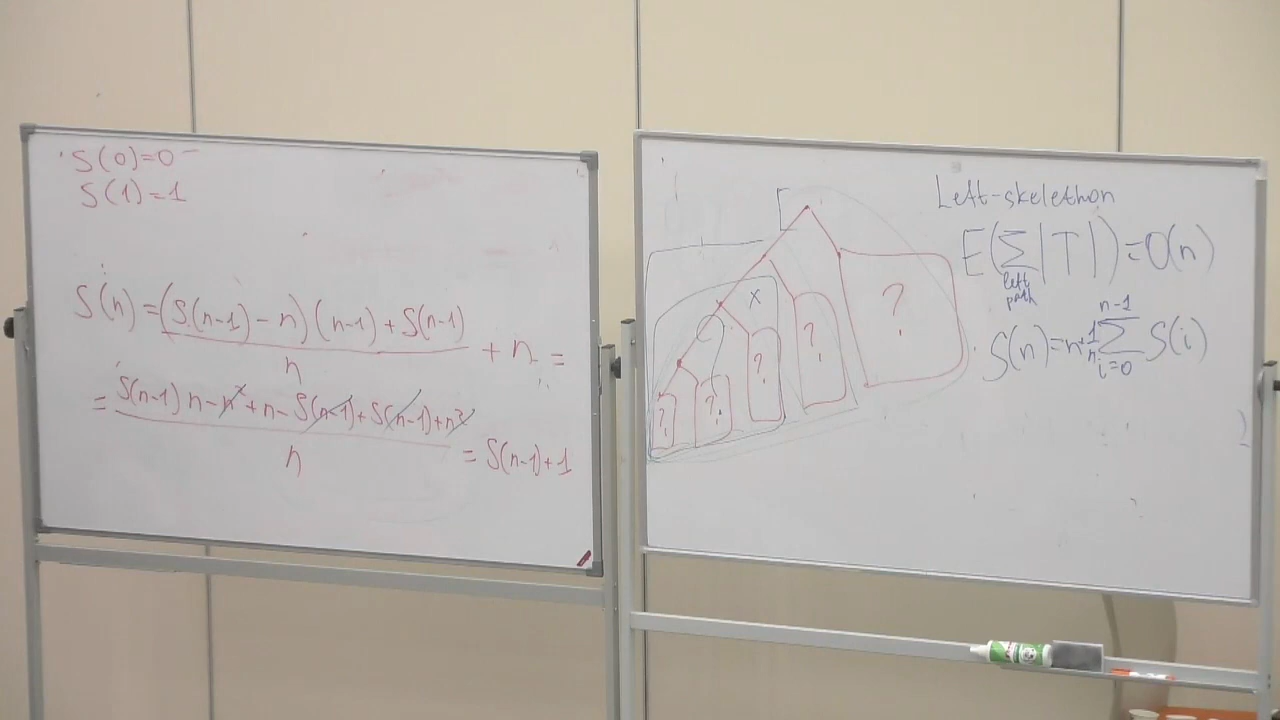 S(0)=0
S(1)=1
S(n) = (S(n-1) - n)(n-1) + S(n-1) / n + n =
= S(n-1) n - n² + n - S(n-1) + S(n-1) + n² / n = S(n-1)+1
Left-skelethon
E(∑ |T|) = O(n)
left
path
S(n) = n + 1/n ∑_{i=0}^{n-1} S(i)
x
?
?
?
?
?